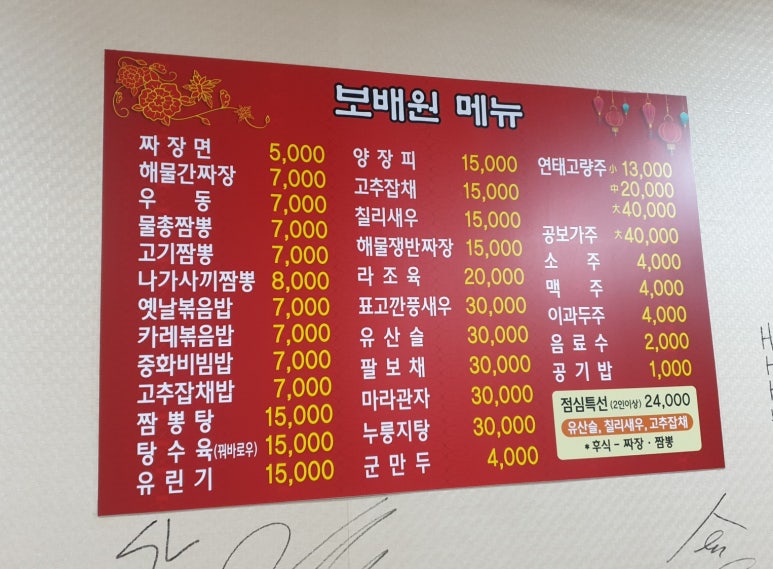 보배원 메뉴
짜장면 5,000
해물간짜장 7,000
우동 7,000
물총짬뽕 7,000
고기짬뽕 7,000
나가사끼짬뽕 8,000
옛날볶음밥 7,000
카레볶음밥 7,000
중화비빔밥 7,000
고추잡채밥 7,000
짬뽕탕 15,000
탕수육(꿔바로우) 15,000
유린기 15,000
양장피 15,000
고추잡채 15,000
칠리새우 15,000
해물쟁반짜장 15,000
라조육 20,000
표고깐풍새우 30,000
유산슬 30,000
팔보채 30,000
마라관자 30,000
누룽지탕 30,000
군만두 4,000
연태고량주 小 13,000
中 20,000
大 40,000
공보가주 大 40,000
소주 4,000
맥주 4,000
이과두주 4,000
음료수 2,000
공기밥 1,000
점심특선 (2인이상) 24,000
유산슬, 칠리새우, 고추잡채
*후식 - 짜장 · 짬뽕